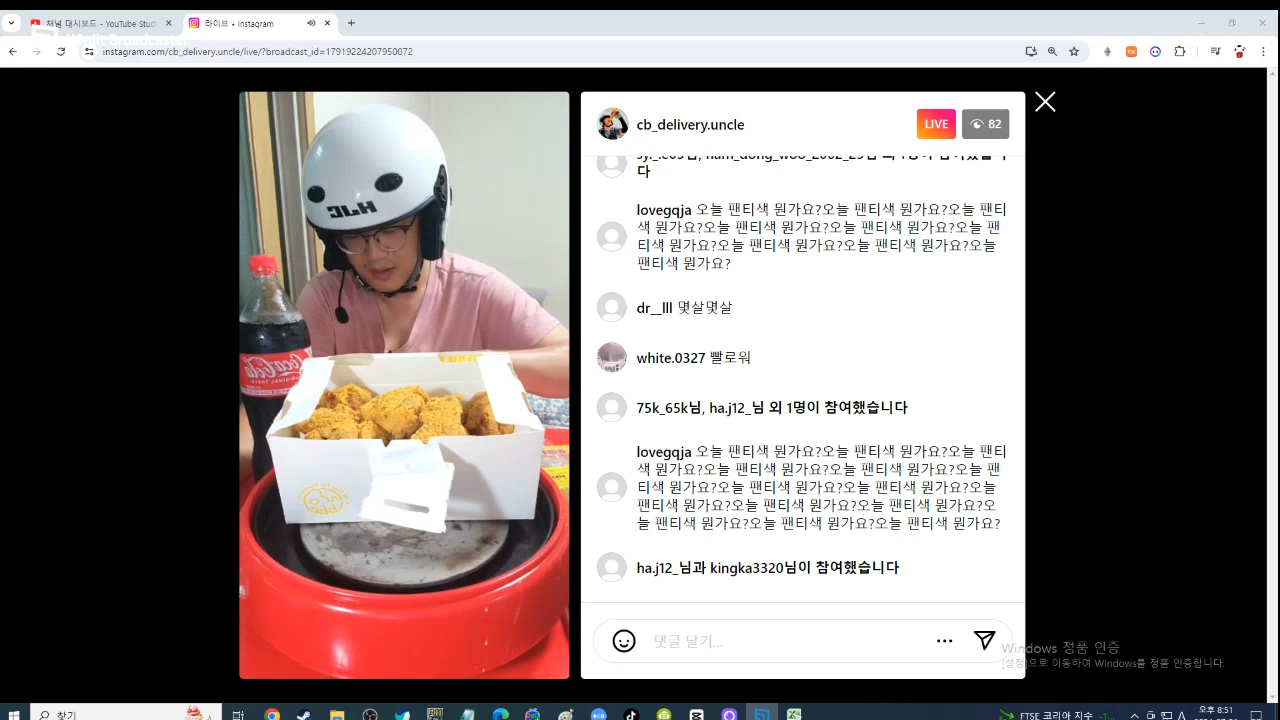 채널 대시보드 - YouTube Stud
라이브 • Instagram
XSplit Broadcaster
instagram.com/cb_delivery.uncle/live/?broadcast_id=17919224207950072
cb_delivery.uncle
LIVE
82
다
lovegqja 오늘 팬티색 뭔가요?오늘 팬티색 뭔가요?오늘 팬티
색 뭔가요?오늘 팬티색 뭔가요?오늘 팬티색 뭔가요?오늘 팬
티색 뭔가요?오늘 팬티색 뭔가요?오늘 팬티색 뭔가요?오늘
팬티색 뭔가요?
dr__lll 몇살몇살
white.0327 빨로워
75k_65k님, ha.j12_님 외 1명이 참여했습니다
lovegqja 오늘 팬티색 뭔가요?오늘 팬티색 뭔가요?오늘 팬티
색 뭔가요?오늘 팬티색 뭔가요?오늘 팬티색 뭔가요?오늘 팬
티색 뭔가요?오늘 팬티색 뭔가요?오늘 팬티색 뭔가요?오늘
팬티색 뭔가요?오늘 팬티색 뭔가요?오늘 팬티색 뭔가요?오
늘 팬티색 뭔가요?오늘 팬티색 뭔가요?오늘 팬티색 뭔가요?
ha.j12_님과 kingka3320님이 참여했습니다
댓글 달기...
HJC
Coca-Cola
ORIGINAL TASTE
Windows 정품 인증
[설정]으로 이동하여 Windows를 정품 인증합니다.
찾기
FTSE 코리아 지수
A
오후 8:51